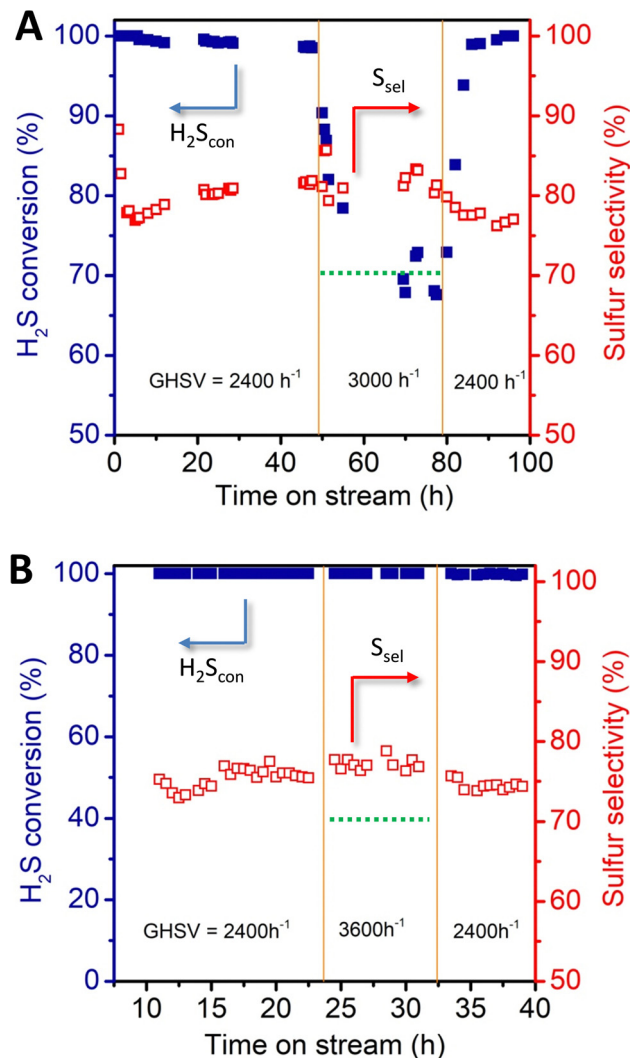 A
100
90
80
70
60
50
H₂S conversion (%)
H₂Scon
Ssel
100
90
80
70
60
50
Sulfur selectivity (%)
GHSV = 2400 h⁻¹
3000 h⁻¹
2400 h⁻¹
0 20 40 60 80 100
Time on stream (h)
B
100
80
60
40
20
0
H₂S conversion (%)
H₂Scon
Ssel
100
90
80
70
60
50
Sulfur selectivity (%)
GHSV = 2400h⁻¹
3600h⁻¹
2400h⁻¹
10 15 20 25 30 35 40
Time on stream (h)